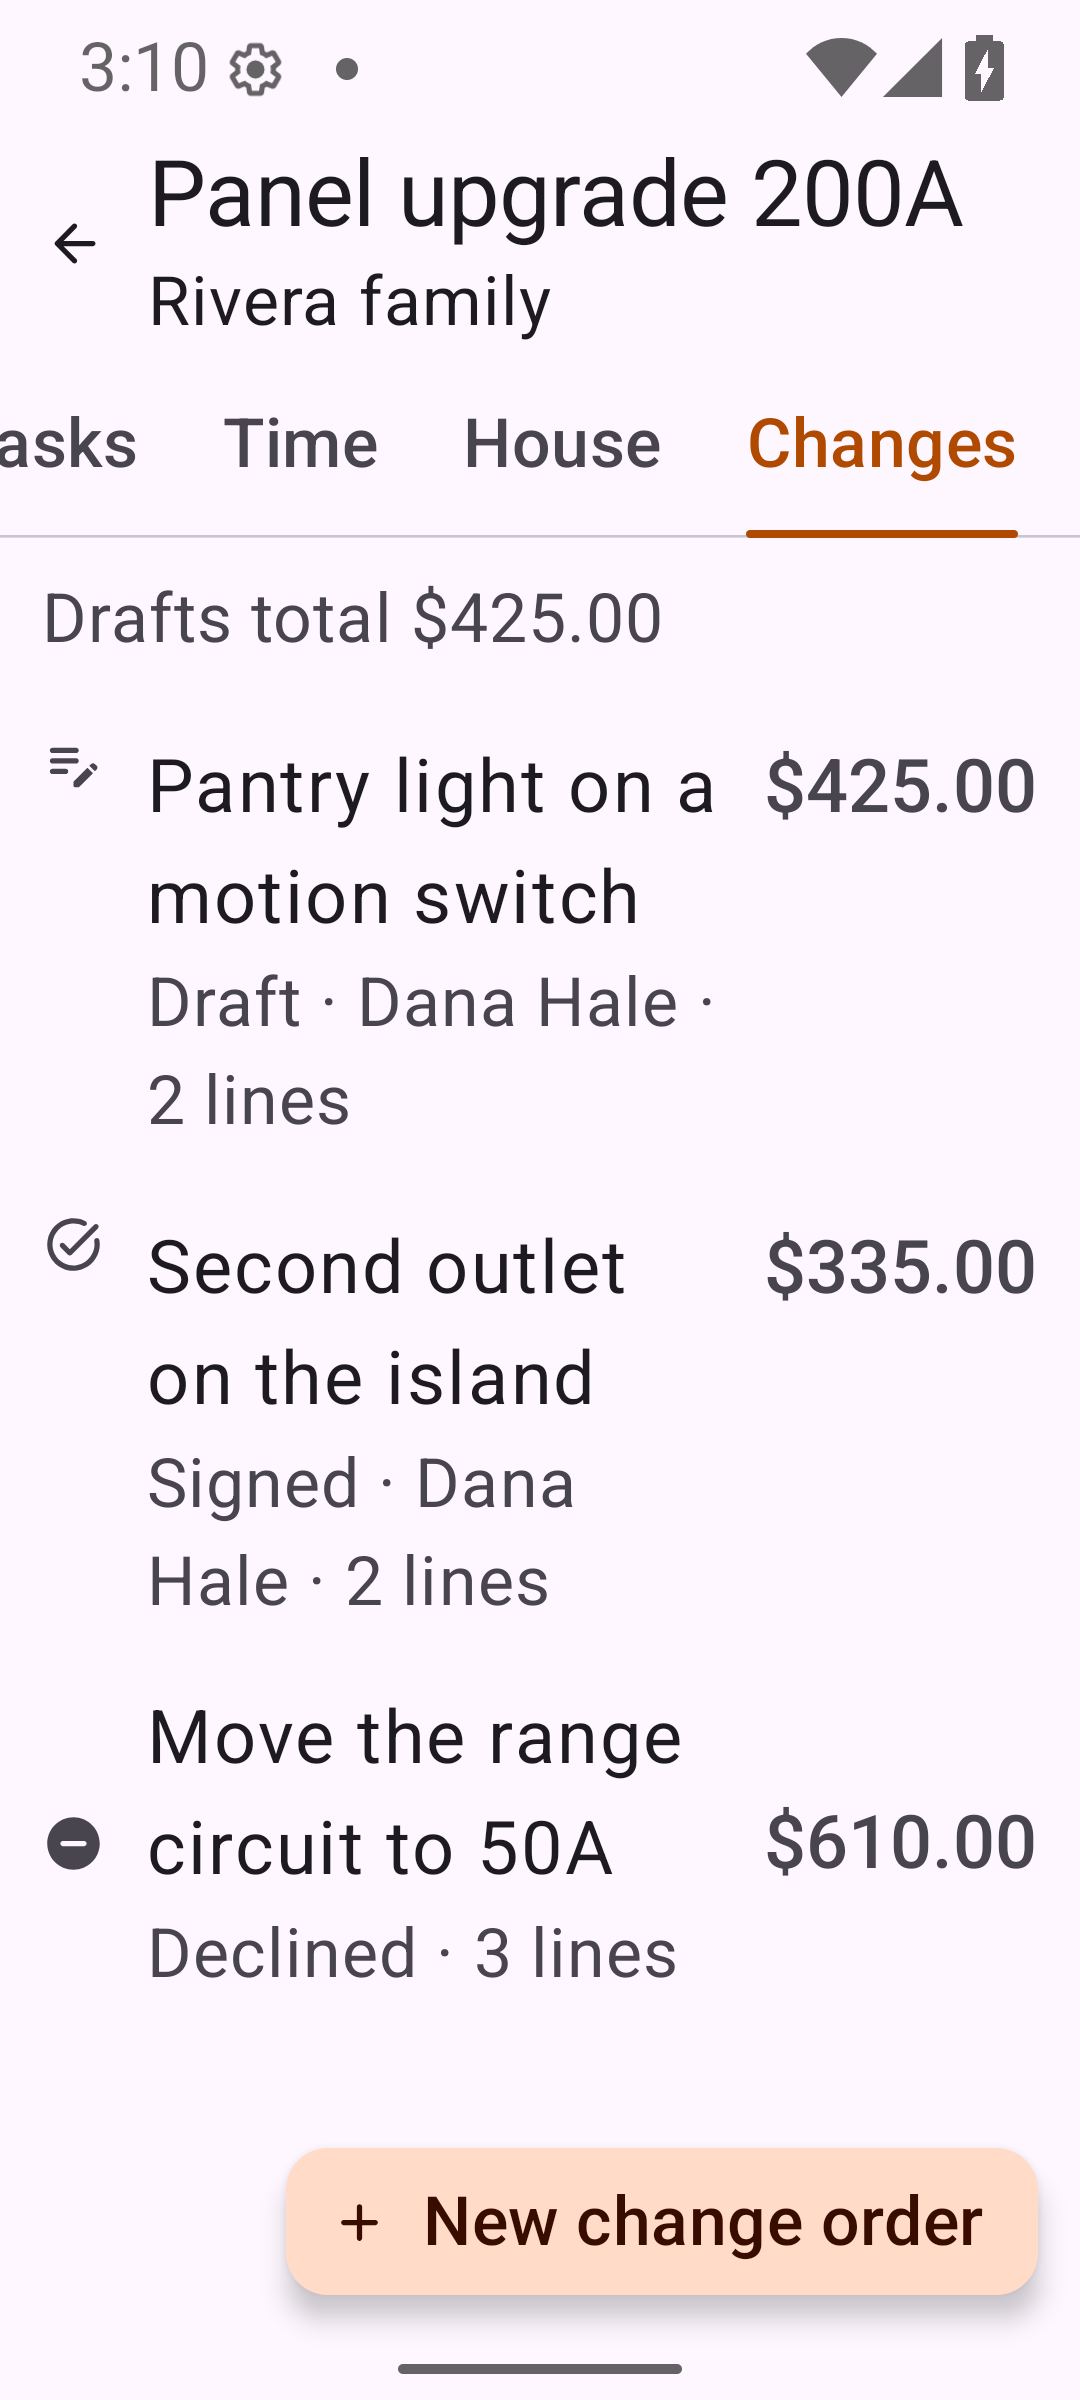 3:10
Panel upgrade 200A
Rivera family
asks Time House Changes
Drafts total $425.00
Pantry light on a $425.00
motion switch
Draft · Dana Hale ·
2 lines
Second outlet $335.00
on the island
Signed · Dana
Hale · 2 lines
Move the range
circuit to 50A $610.00
Declined · 3 lines
+ New change order